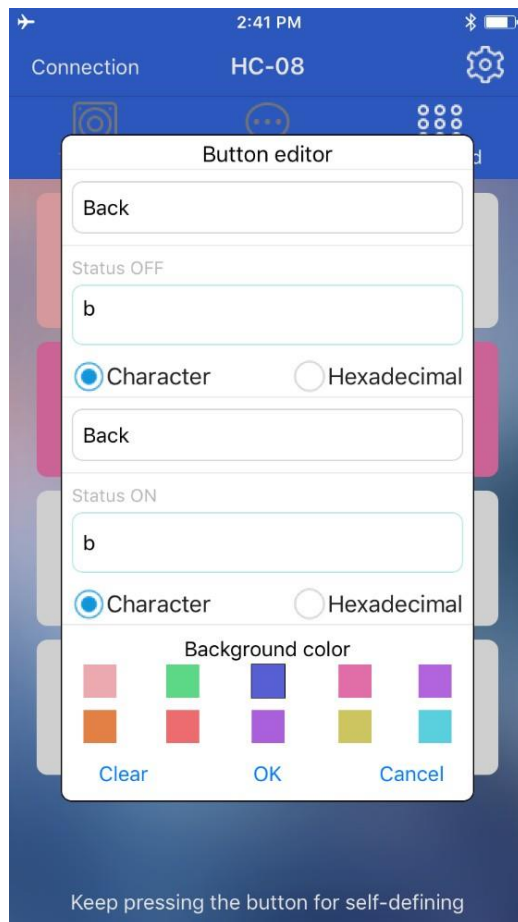 2:41 PM
Connection HC-08
Button editor
Back
Status OFF
b
Character Hexadecimal
Back
Status ON
b
Character Hexadecimal
Background color
Clear OK Cancel
Keep pressing the button for self-defining